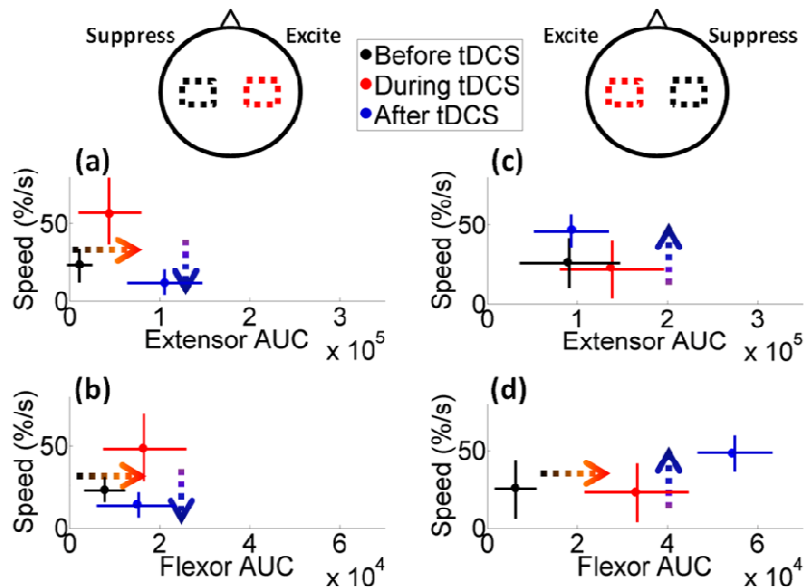 Suppress Excite
Before tDCS
During tDCS
After tDCS
Excite Suppress
(a)
Speed (%/s)
50
0
0 1 2 3
Extensor AUC x 10^5
(c)
Speed (%/s)
50
0
0 1 2 3
Extensor AUC x 10^5
(b)
Speed (%/s)
50
0
0 2 4 6
Flexor AUC x 10^4
(d)
Speed (%/s)
50
0
0 2 4 6
Flexor AUC x 10^4